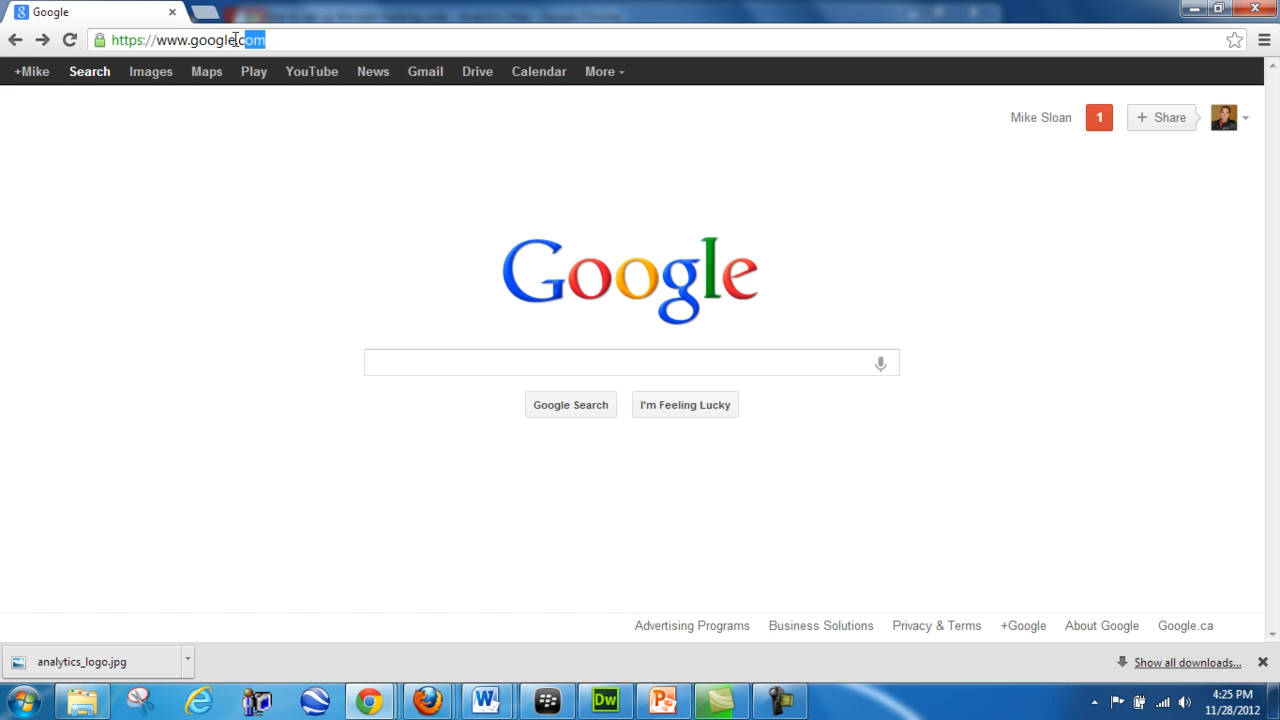 Google
https://www.google.com
+Mike Search Images Maps Play YouTube News Gmail Drive Calendar More
Mike Sloan 1 + Share
Google
Google Search I'm Feeling Lucky
Advertising Programs Business Solutions Privacy & Terms +Google About Google Google.ca
analytics_logo.jpg Show all downloads...
W Dw P
4:25 PM
11/28/2012